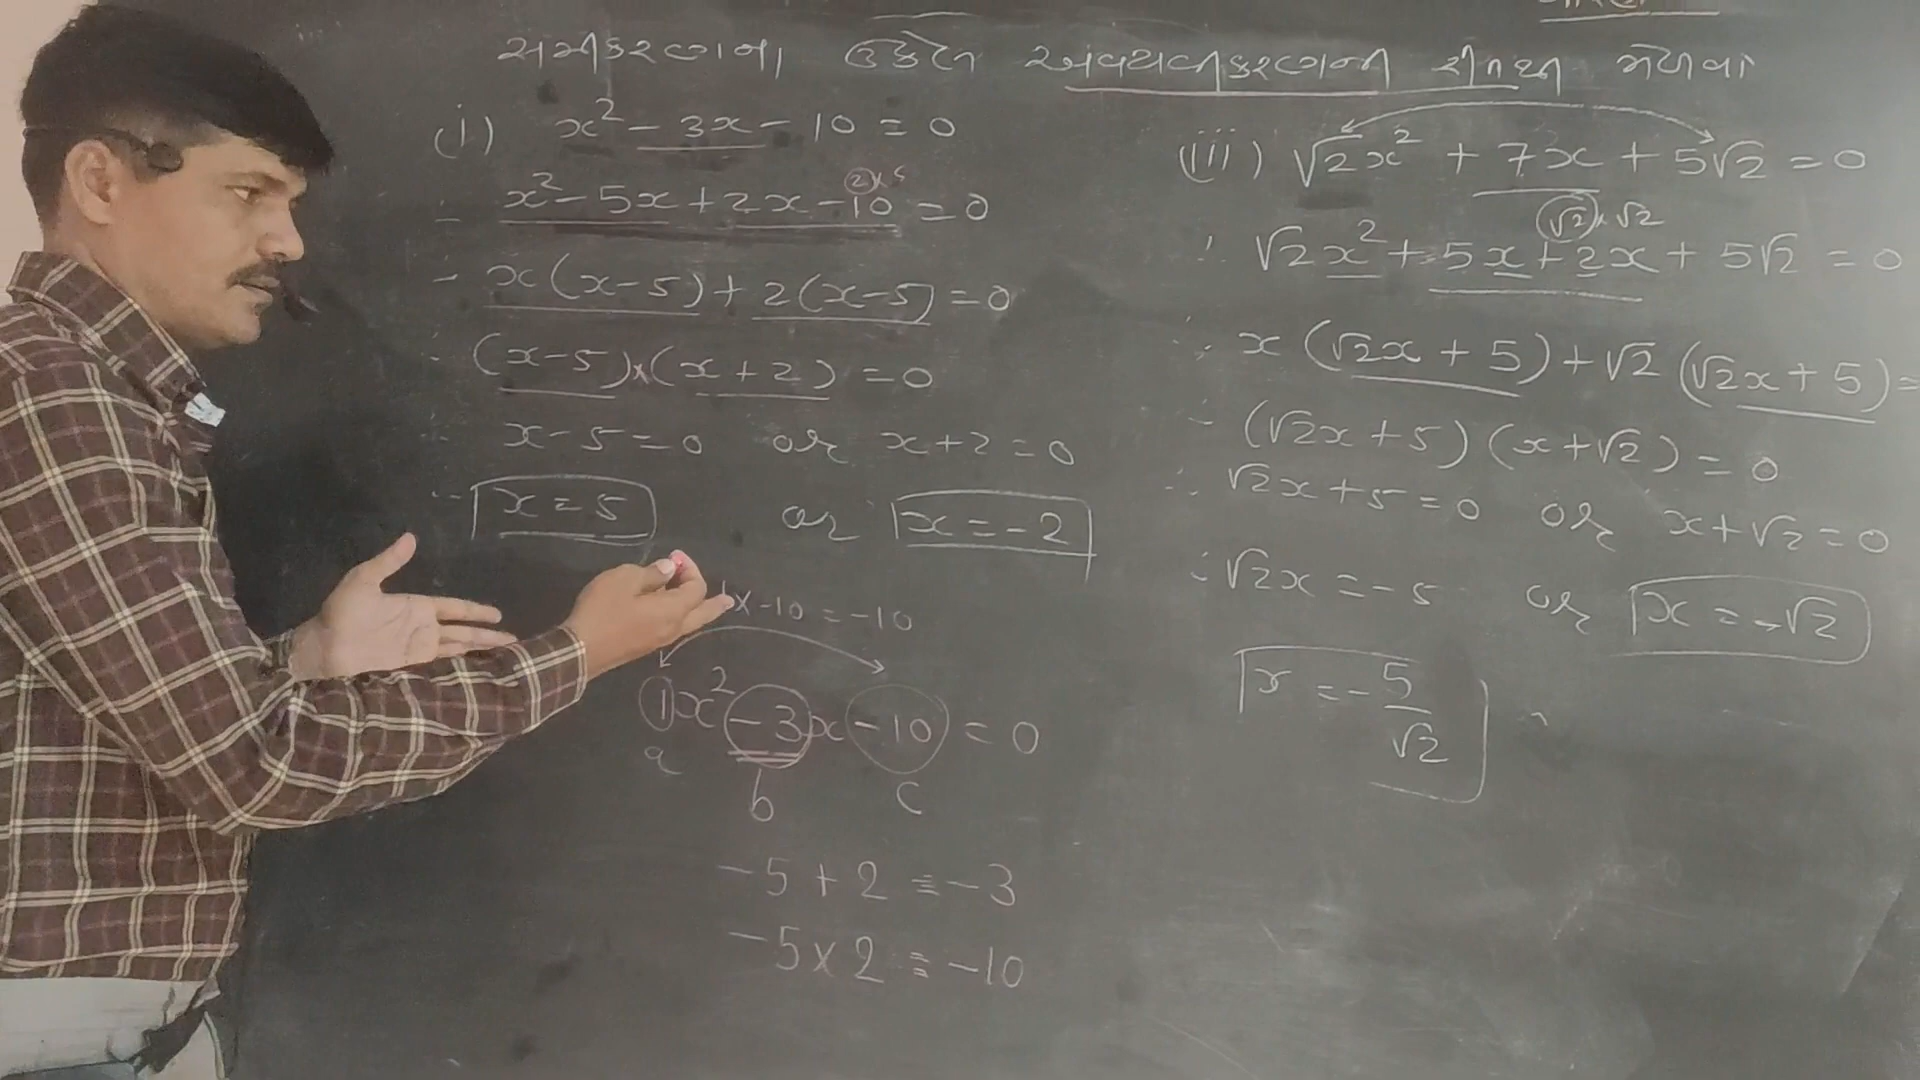 સમીકરણના ઉકેલ અવયવીકરણની રીતથી મેળવો
(i) x² - 3x - 10 = 0
∴ x² - 5x + 2x - 10 = 0
② x 5
∴ x(x-5) + 2(x-5) = 0
∴ (x-5)x(x+2) = 0
∴ x-5=0 or x+2=0
∴ x=5 or x=-2
x -10 = -10
1x² -3x -10 = 0
a b c
-5 + 2 = -3
-5 x 2 = -10
(iii) √2x² + 7x + 5√2 = 0
√2 . √2
∴ √2x² + 5x + 2x + 5√2 = 0
∴ x(√2x + 5) + √2(√2x + 5) =
∴ (√2x + 5)(x + √2) = 0
∴ √2x + 5 = 0 or x + √2 = 0
∴ √2x = -5 or x = -√2
x = -5/√2